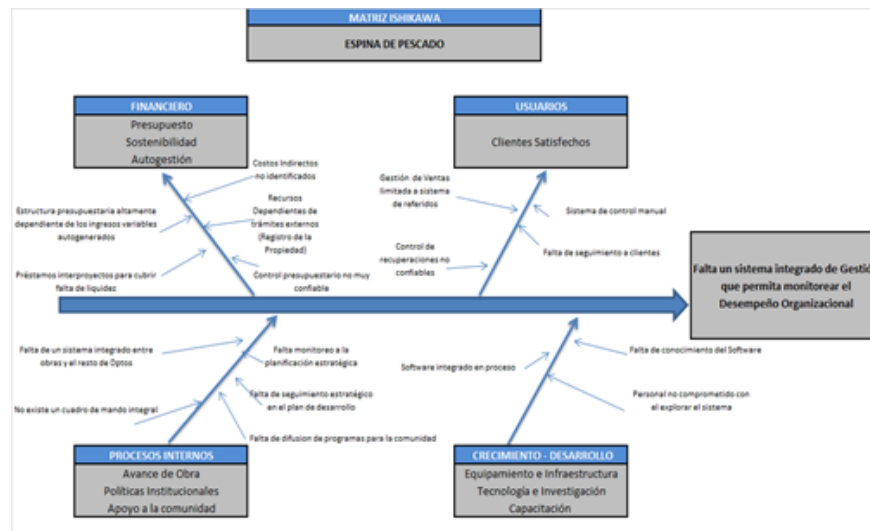 MATRIZ ISHIKAWA
ESPINA DE PESCADO
FINANCIERO
Presupuesto
Sostenibilidad
Autogestión
USUARIOS
Clientes Satisfechos
Costos Indirectos
no identificados
Estructura presupuestaria altamente
dependiente de los ingresos variables
autogenerados
Recursos
Dependientes de
trámites externos
(Registro de la
Propiedad)
Préstamos interproyectos para cubrir
falta de liquidez
Control presupuestario no muy
confiable
Gestión de Ventas
limitada a sistema
de referidos
Sistema de control manual
Control de
recuperaciones no
confiables
Falta de seguimiento a clientes
Falta un sistema integrado de Gestió
que permita monitorear el
Desempeño Organizacional
Falta de un sistema integrado entre
obras y el resto de Dptos
Falta monitoreo a la
planificación estratégica
No existe un cuadro de mando integral
Falta de seguimiento estratégico
en el plan de desarrollo
Falta de difusion de programas para la comunidad
Software integrado en proceso
Falta de conocimiento del Software
Personal no comprometido con
el explorar el sistema
PROCESOS INTERNOS
Avance de Obra
Políticas Institucionales
Apoyo a la comunidad
CRECIMIENTO - DESARROLLO
Equipamiento e Infraestructura
Tecnología e Investigación
Capacitación